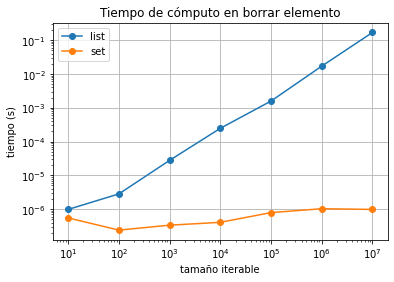 Tiempo de cómputo en borrar elemento
list
set
tiempo (s)
10⁻¹
10⁻²
10⁻³
10⁻⁴
10⁻⁵
10⁻⁶
10¹ 10² 10³ 10⁴ 10⁵ 10⁶ 10⁷
tamaño iterable